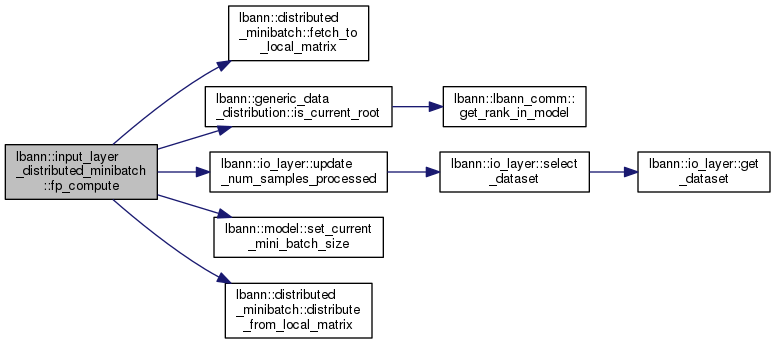 lbann::input_layer
_distributed_minibatch
::fp_compute
lbann::distributed
_minibatch::fetch_to
_local_matrix
lbann::generic_data
_distribution::is_current_root
lbann::lbann_comm::
get_rank_in_model
lbann::io_layer::update
_num_samples_processed
lbann::io_layer::select
_dataset
lbann::io_layer::get
_dataset
lbann::model::set_current
_mini_batch_size
lbann::distributed
_minibatch::distribute
_from_local_matrix